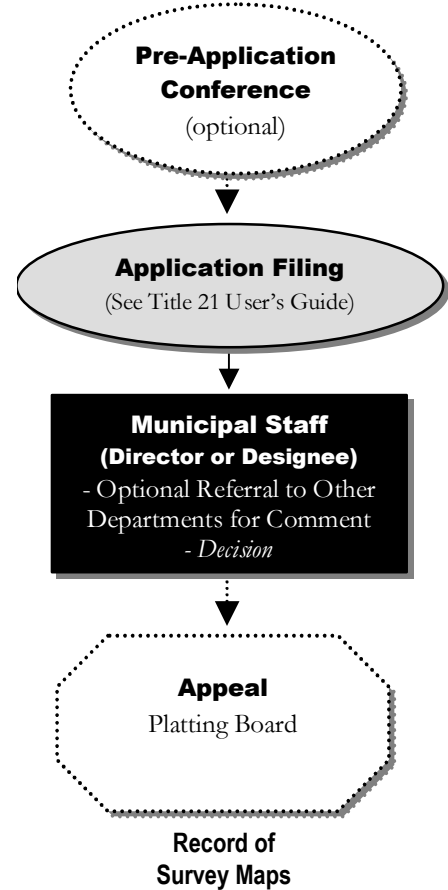 Pre-Application
Conference
(optional)
Application Filing
(See Title 21 User's Guide)
Municipal Staff
(Director or Designee)
- Optional Referral to Other
Departments for Comment
- Decision
Appeal
Platting Board
Record of
Survey Maps